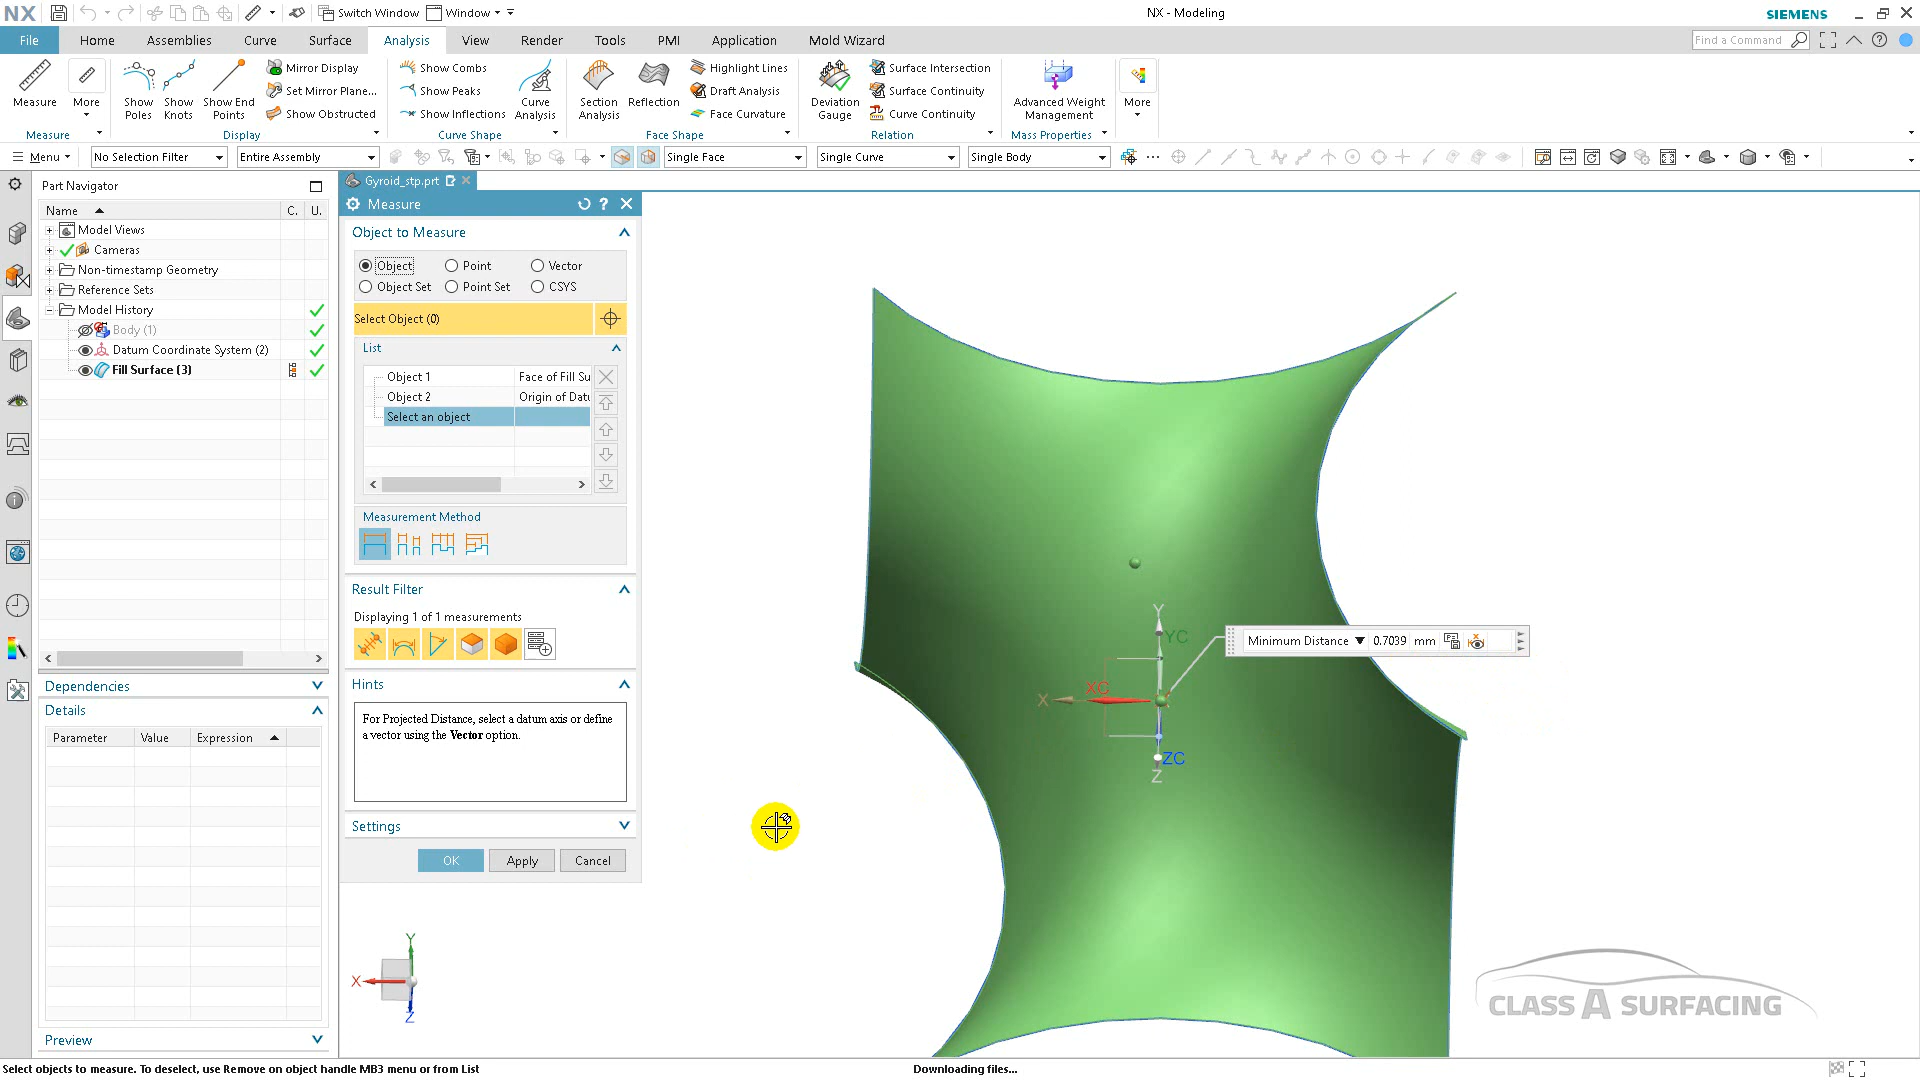 NX
Switch Window
Window
NX - Modeling
SIEMENS
File
Home
Assemblies
Curve
Surface
Analysis
View
Render
Tools
PMI
Application
Mold Wizard
Find a Command
Measure
More
Show Poles
Show Knots
Show End Points
Mirror Display
Set Mirror Plane...
Show Obstructed
Show Combs
Show Peaks
Show Inflections
Curve Analysis
Section Analysis
Reflection
Highlight Lines
Draft Analysis
Face Curvature
Deviation Gauge
Surface Intersection
Surface Continuity
Curve Continuity
Advanced Weight Management
More
Measure
Display
Curve Shape
Face Shape
Relation
Mass Properties
Menu
No Selection Filter
Entire Assembly
Single Face
Single Curve
Single Body
Part Navigator
Name
C.
U.
Model Views
Cameras
Non-timestamp Geometry
Reference Sets
Model History
Body (1)
Datum Coordinate System (2)
Fill Surface (3)
Dependencies
Details
Parameter
Value
Expression
Preview
Gyroid_stp.prt
Measure
Object to Measure
Object
Point
Vector
Object Set
Point Set
CSYS
Select Object (0)
List
Object 1
Face of Fill Su
Object 2
Origin of Datu
Select an object
Measurement Method
Result Filter
Displaying 1 of 1 measurements
Hints
For Projected Distance, select a datum axis or define
a vector using the Vector option.
Settings
OK
Apply
Cancel
Y
YC
X
XC
ZC
Z
Minimum Distance
0.7039
mm
Y
X
Z
CLASS A SURFACING
Select objects to measure. To deselect, use Remove on object handle MB3 menu or from List
Downloading files...